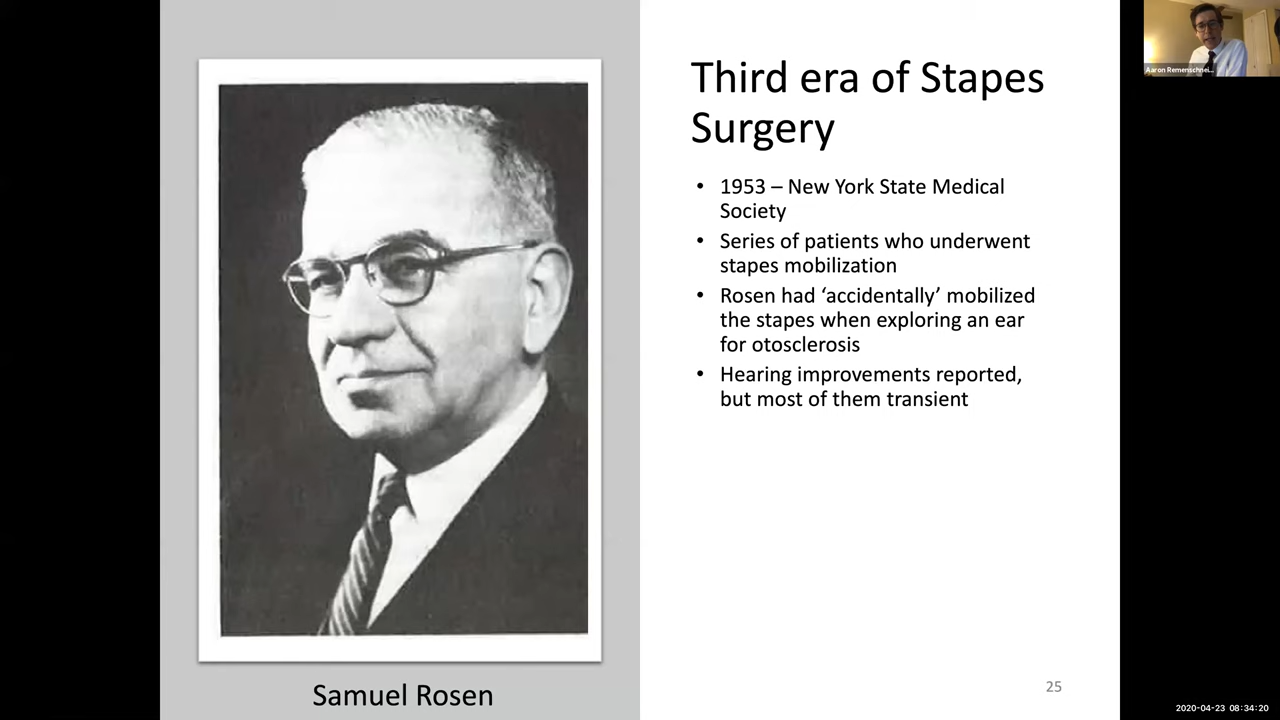 Third era of Stapes
Surgery
• 1953 – New York State Medical
Society
• Series of patients who underwent
stapes mobilization
• Rosen had ‘accidentally’ mobilized
the stapes when exploring an ear
for otosclerosis
• Hearing improvements reported,
but most of them transient
Samuel Rosen
25
Aaron Remenschnei...
2020-04-23 08:34:20